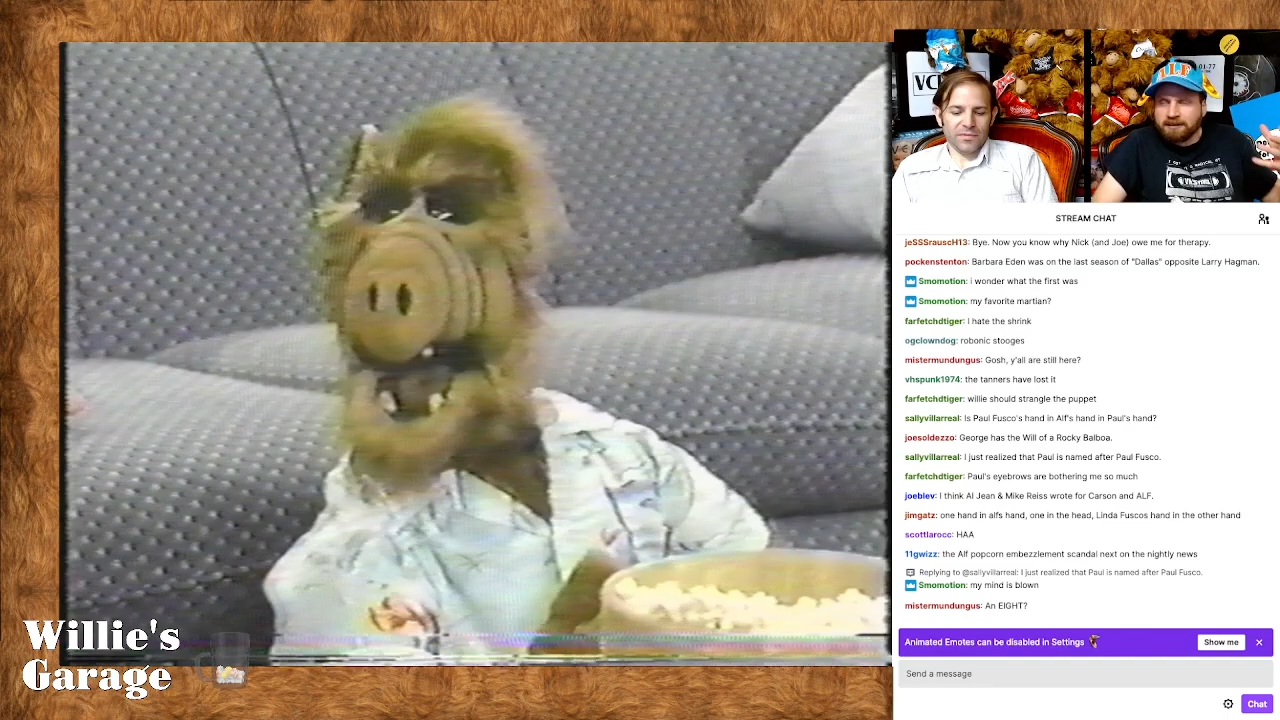 Willie's
Garage
VC
ALF
01-77
STREAM CHAT
jeSSSrauscH13: Bye. Now you know why Nick (and Joe) owe me for therapy.
pockenstenton: Barbara Eden was on the last season of "Dallas" opposite Larry Hagman.
Smomotion: i wonder what the first was
Smomotion: my favorite martian?
farfetchdtiger: I hate the shrink
ogclowndog: robonic stooges
mistermundungus: Gosh, y'all are still here?
vhspunk1974: the tanners have lost it
farfetchdtiger: willie should strangle the puppet
sallyvillarreal: Is Paul Fusco's hand in Alf's hand in Paul's hand?
joesoldezzo: George has the Will of a Rocky Balboa.
sallyvillarreal: I just realized that Paul is named after Paul Fusco.
farfetchdtiger: Paul's eyebrows are bothering me so much
joeblev: I think Al Jean & Mike Reiss wrote for Carson and ALF.
jimgatz: one hand in alfs hand, one in the head, Linda Fuscos hand in the other hand
scottlarocc: HAA
11gwizz: the Alf popcorn embezzlement scandal next on the nightly news
Replying to @sallyvillarreal: I just realized that Paul is named after Paul Fusco.
Smomotion: my mind is blown
mistermundungus: An EIGHT?
Animated Emotes can be disabled in Settings
Show me
Send a message
Chat